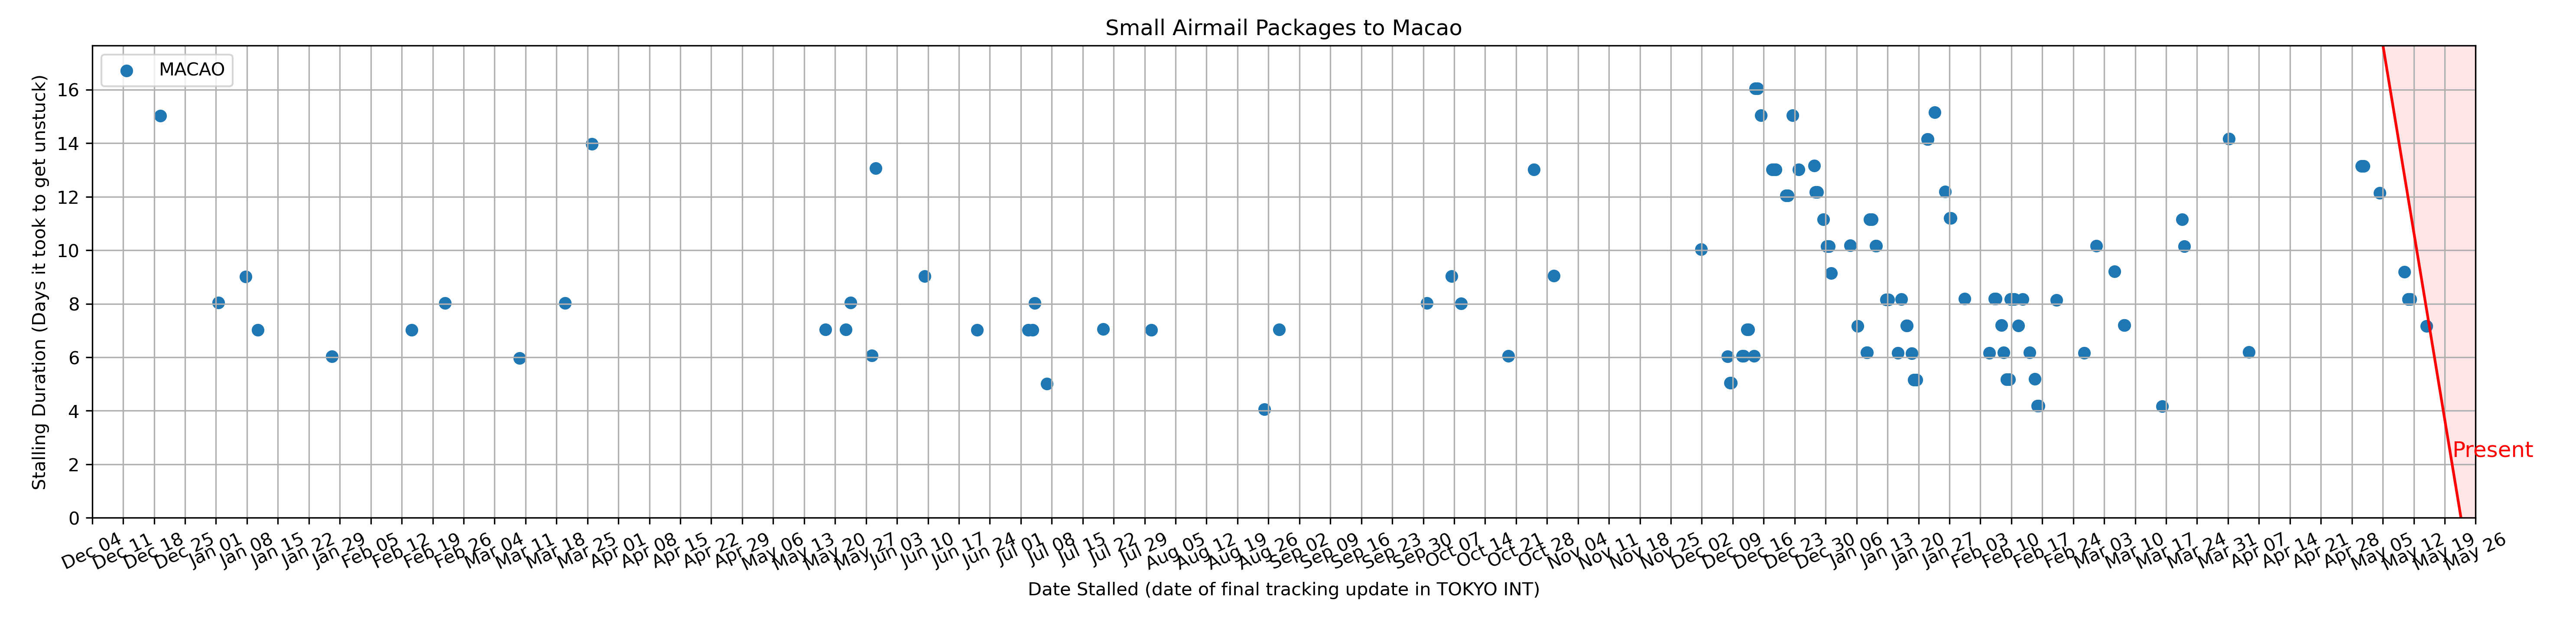 Small Airmail Packages to Macao
MACAO
Stalling Duration (Days it took to get unstuck)
16
14
12
10
8
6
4
2
0
Present
Dec 04
Dec 11
Dec 18
Dec 25
Jan 01
Jan 08
Jan 15
Jan 22
Jan 29
Feb 05
Feb 12
Feb 19
Feb 26
Mar 04
Mar 11
Mar 18
Mar 25
Apr 01
Apr 08
Apr 15
Apr 22
Apr 29
May 06
May 13
May 20
May 27
Jun 03
Jun 10
Jun 17
Jun 24
Jul 01
Jul 08
Jul 15
Jul 22
Jul 29
Aug 05
Aug 12
Aug 19
Aug 26
Sep 02
Sep 09
Sep 16
Sep 23
Sep 30
Oct 07
Oct 14
Oct 21
Oct 28
Nov 04
Nov 11
Nov 18
Nov 25
Dec 02
Dec 09
Dec 16
Dec 23
Dec 30
Jan 06
Jan 13
Jan 20
Jan 27
Feb 03
Feb 10
Feb 17
Feb 24
Mar 03
Mar 10
Mar 17
Mar 24
Mar 31
Apr 07
Apr 14
Apr 21
Apr 28
May 05
May 12
May 19
May 26
Date Stalled (date of final tracking update in TOKYO INT)